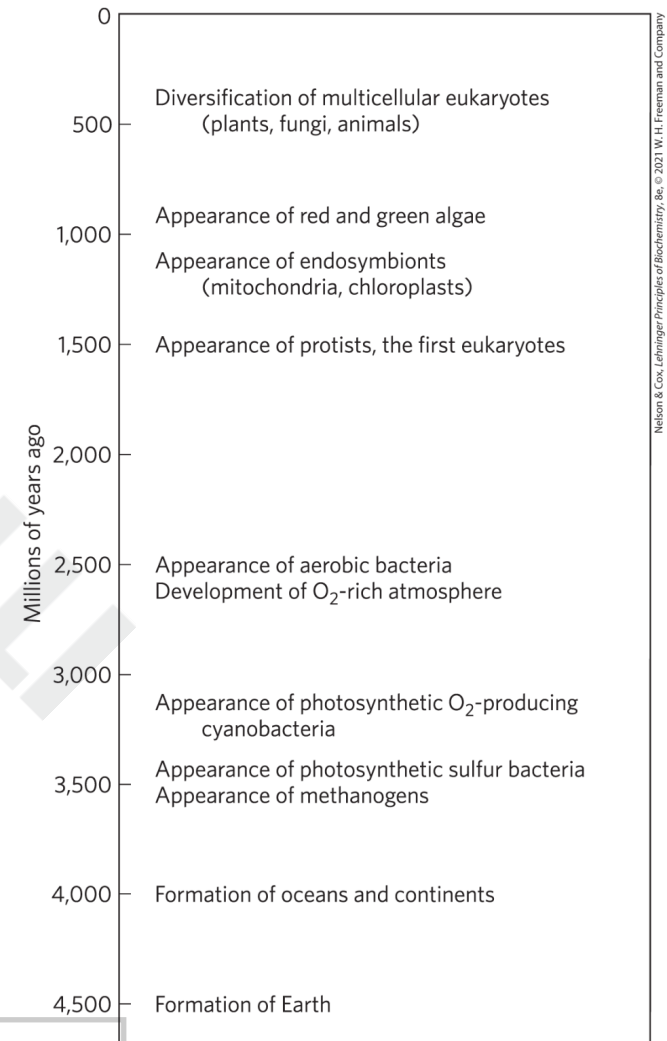 0
Diversification of multicellular eukaryotes
500
(plants, fungi, animals)
Appearance of red and green algae
1,000
Appearance of endosymbionts
(mitochondria, chloroplasts)
1,500
Appearance of protists, the first eukaryotes
2,000
Millions of years ago
2,500
Appearance of aerobic bacteria
Development of O₂-rich atmosphere
3,000
Appearance of photosynthetic O₂-producing
cyanobacteria
Appearance of photosynthetic sulfur bacteria
3,500
Appearance of methanogens
4,000
Formation of oceans and continents
4,500
Formation of Earth
Nelson & Cox, Lehninger Principles of Biochemistry, 8e, © 2021 W. H. Freeman and Company